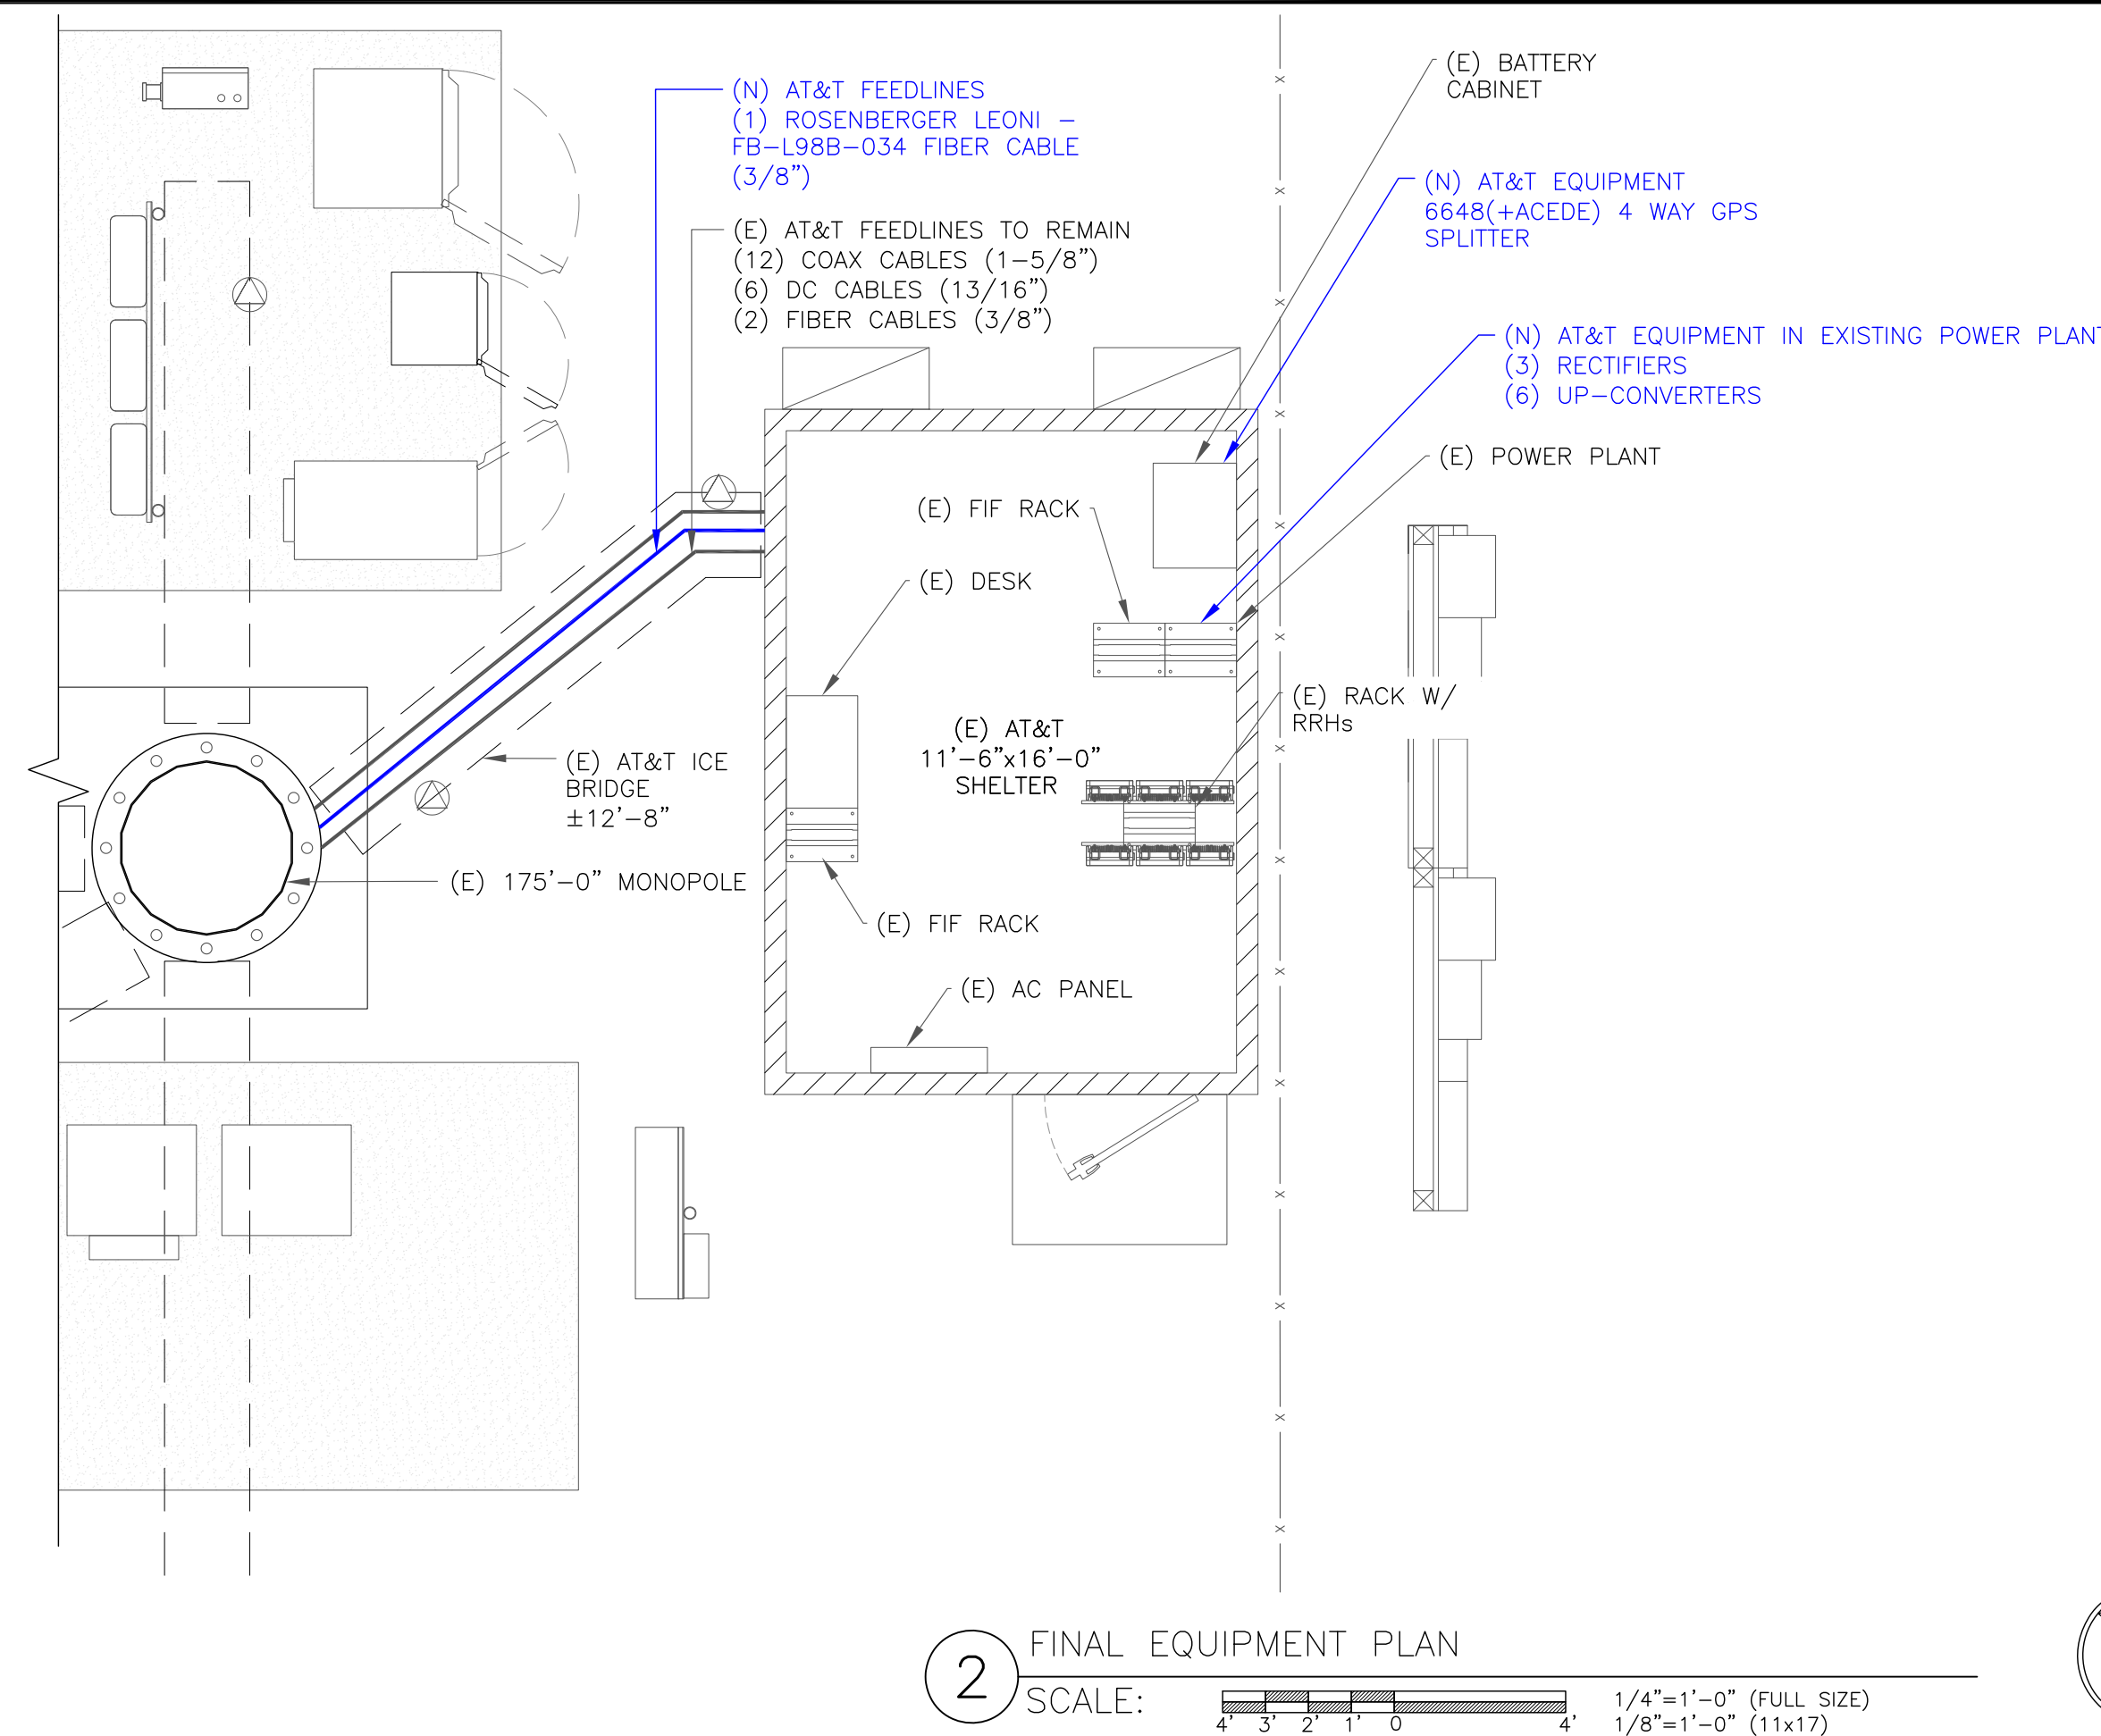 (N) AT&T FEEDLINES
(1) ROSENBERGER LEONI –
FB–L98B–034 FIBER CABLE
(3/8")
(E) AT&T FEEDLINES TO REMAIN
(12) COAX CABLES (1–5/8")
(6) DC CABLES (13/16")
(2) FIBER CABLES (3/8")
(E) BATTERY
CABINET
(N) AT&T EQUIPMENT
6648(+ACEDE) 4 WAY GPS
SPLITTER
(N) AT&T EQUIPMENT IN EXISTING POWER PLANT
(3) RECTIFIERS
(6) UP–CONVERTERS
(E) POWER PLANT
(E) FIF RACK
(E) DESK
(E) RACK W/
RRHs
(E) AT&T
11'–6"x16'–0"
SHELTER
(E) AT&T ICE
BRIDGE
±12'–8"
(E) 175'–0" MONOPOLE
(E) FIF RACK
(E) AC PANEL
2
FINAL EQUIPMENT PLAN
SCALE:
4' 3' 2' 1' 0 4'
1/4"=1'–0" (FULL SIZE)
1/8"=1'–0" (11x17)